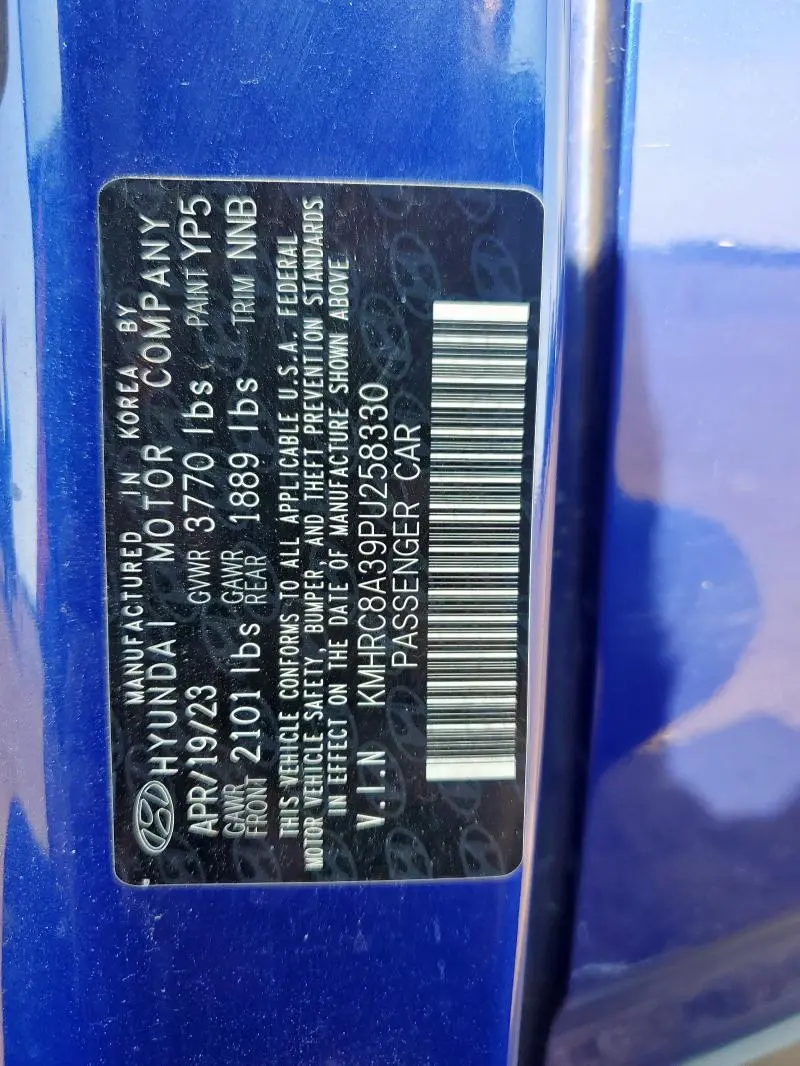 MANUFACTURED IN KOREA BY
HYUNDAI MOTOR COMPANY
APR/19/23 GVWR 3770 lbs PAINT YP5
GAWR FRONT 2101 lbs GAWR REAR 1889 lbs TRIM NNB
THIS VEHICLE CONFORMS TO ALL APPLICABLE U.S.A. FEDERAL
MOTOR VEHICLE SAFETY, BUMPER, AND THEFT PREVENTION STANDARDS
IN EFFECT ON THE DATE OF MANUFACTURE SHOWN ABOVE
V.I.N KMHRC8A39PU258330
PASSENGER CAR